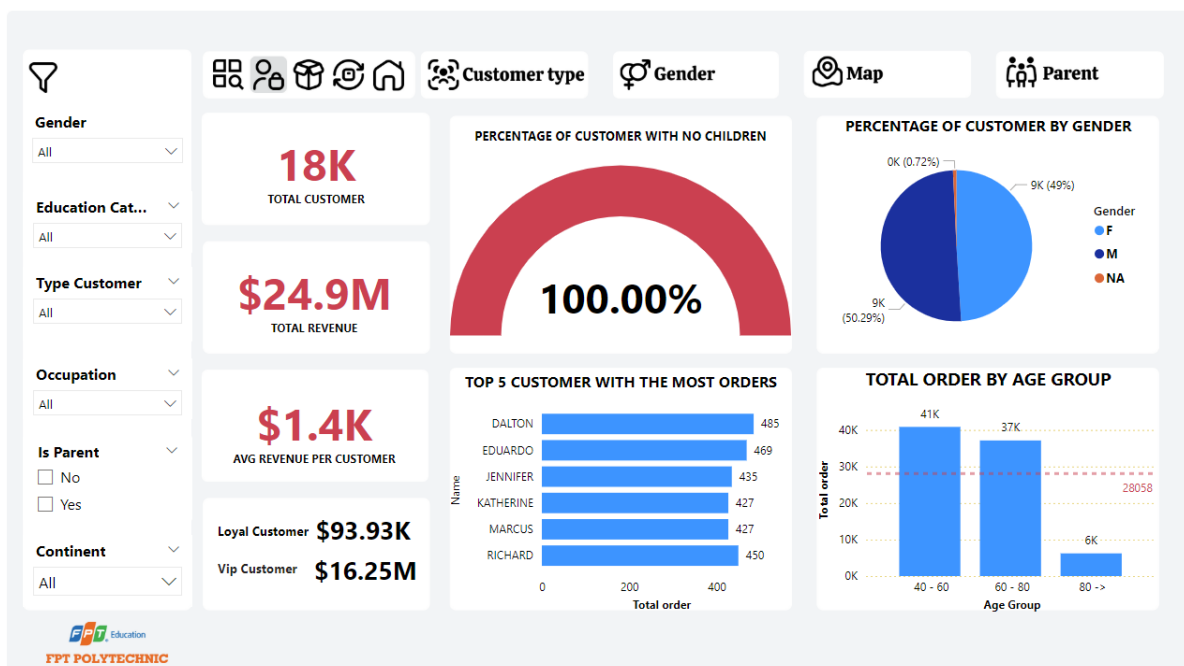 Customer type
Gender
Map
Parent
Gender
All
Education Cat...
All
Type Customer
All
Occupation
All
Is Parent
No
Yes
Continent
All
FPT Education
FPT POLYTECHNIC
18K
TOTAL CUSTOMER
$24.9M
TOTAL REVENUE
$1.4K
AVG REVENUE PER CUSTOMER
Loyal Customer $93.93K
Vip Customer $16.25M
PERCENTAGE OF CUSTOMER WITH NO CHILDREN
100.00%
PERCENTAGE OF CUSTOMER BY GENDER
0K (0.72%)
9K (49%)
9K
(50.29%)
Gender
F
M
NA
TOP 5 CUSTOMER WITH THE MOST ORDERS
Name
DALTON 485
EDUARDO 469
JENNIFER 435
KATHERINE 427
MARCUS 427
RICHARD 450
0 200 400
Total order
TOTAL ORDER BY AGE GROUP
Total order
40K
30K
20K
10K
0K
41K
37K
6K
28058
40 - 60 60 - 80 80 ->
Age Group